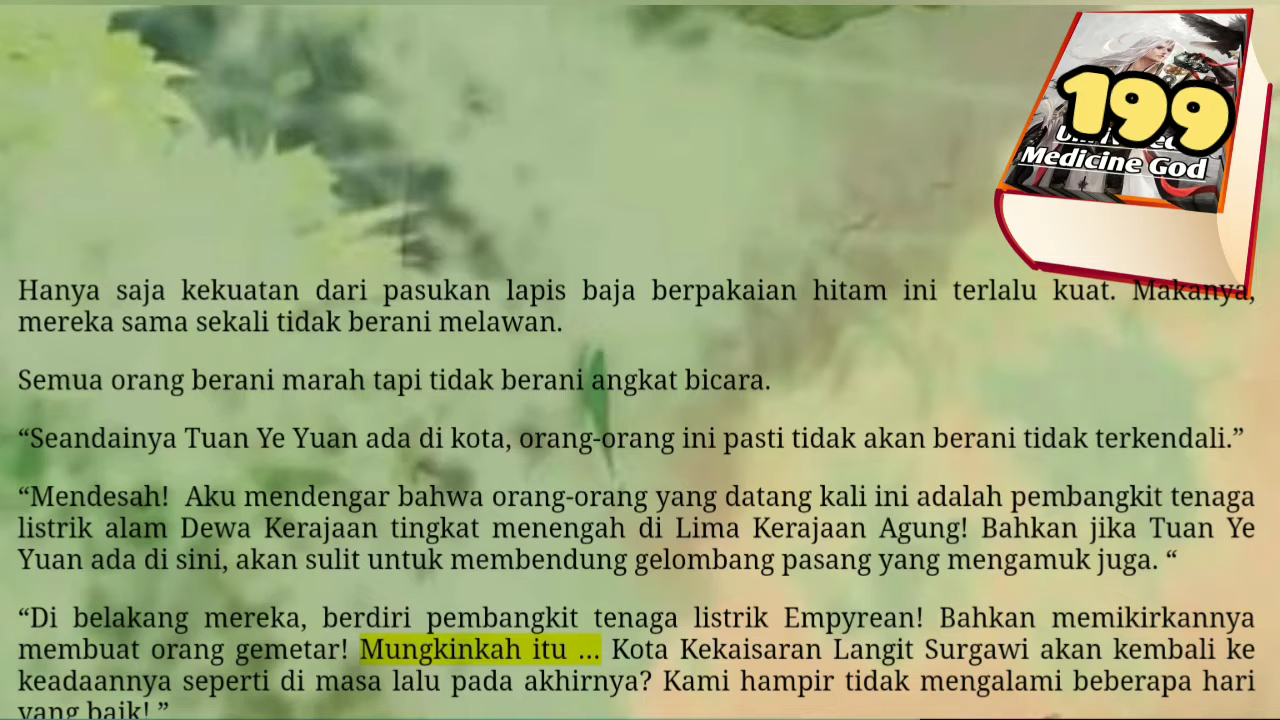 199
Medicine God
Hanya saja kekuatan dari pasukan lapis baja berpakaian hitam ini terlalu kuat. Makanya,
mereka sama sekali tidak berani melawan.
Semua orang berani marah tapi tidak berani angkat bicara.
“Seandainya Tuan Ye Yuan ada di kota, orang-orang ini pasti tidak akan berani tidak terkendali.”
“Mendesah!  Aku mendengar bahwa orang-orang yang datang kali ini adalah pembangkit tenaga
listrik alam Dewa Kerajaan tingkat menengah di Lima Kerajaan Agung! Bahkan jika Tuan Ye
Yuan ada di sini, akan sulit untuk membendung gelombang pasang yang mengamuk juga. “
“Di belakang mereka, berdiri pembangkit tenaga listrik Empyrean! Bahkan memikirkannya
membuat orang gemetar! Mungkinkah itu ... Kota Kekaisaran Langit Surgawi akan kembali ke
keadaannya seperti di masa lalu pada akhirnya? Kami hampir tidak mengalami beberapa hari
yang baik! ”